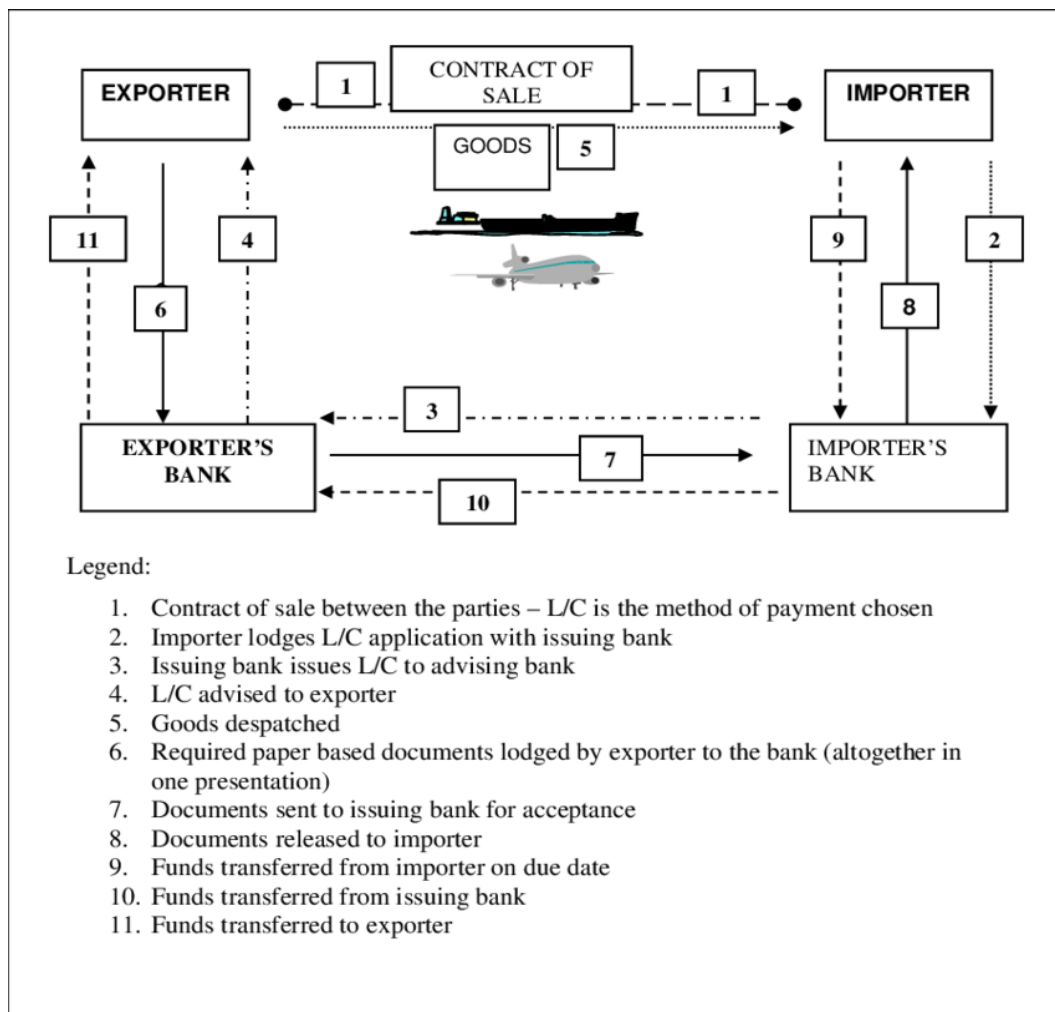 EXPORTER
1
CONTRACT OF
SALE
1
IMPORTER
GOODS
5
11
4
9
2
6
8
3
EXPORTER'S
BANK
7
IMPORTER'S
BANK
10
Legend:
1. Contract of sale between the parties – L/C is the method of payment chosen
2. Importer lodges L/C application with issuing bank
3. Issuing bank issues L/C to advising bank
4. L/C advised to exporter
5. Goods despatched
6. Required paper based documents lodged by exporter to the bank (altogether in
one presentation)
7. Documents sent to issuing bank for acceptance
8. Documents released to importer
9. Funds transferred from importer on due date
10. Funds transferred from issuing bank
11. Funds transferred to exporter